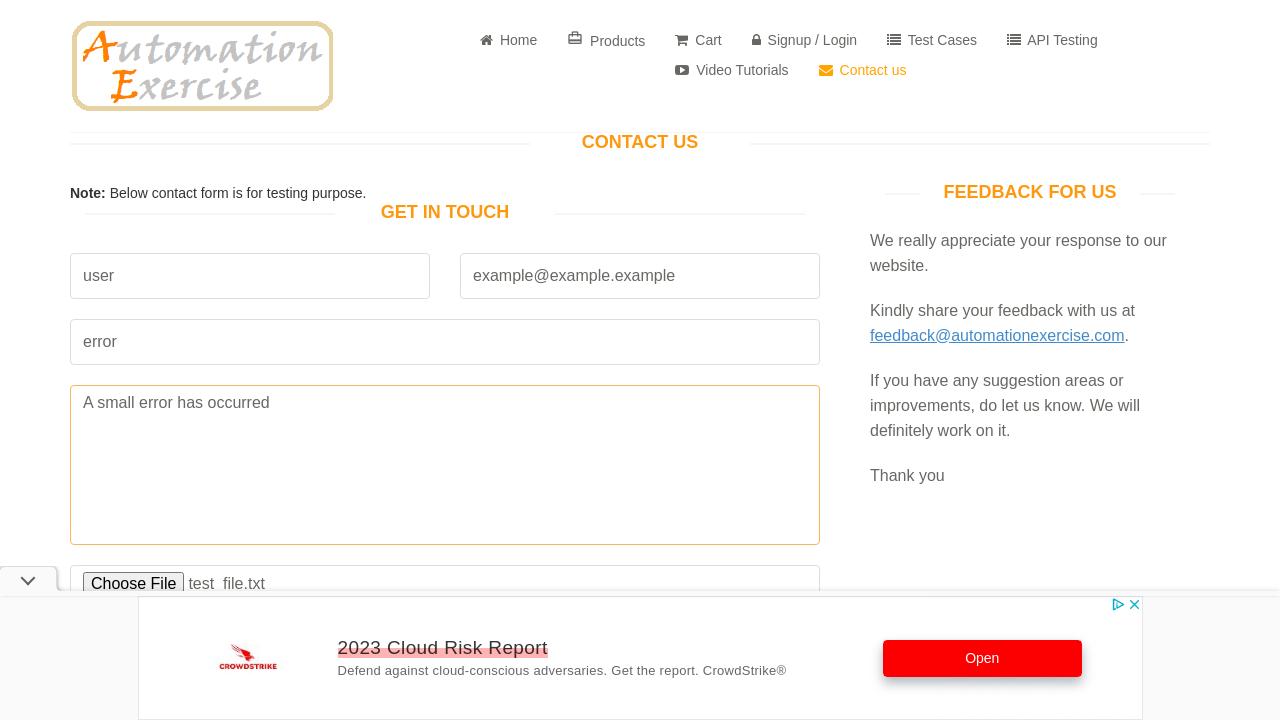 Automation
Exercise
Home
Products
Cart
Signup / Login
Test Cases
API Testing
Video Tutorials
Contact us
CONTACT US
Note: Below contact form is for testing purpose.
GET IN TOUCH
user
example@example.example
error
A small error has occurred
Choose File test_file.txt
FEEDBACK FOR US
We really appreciate your response to our
website.
Kindly share your feedback with us at
feedback@automationexercise.com.
If you have any suggestion areas or
improvements, do let us know. We will
definitely work on it.
Thank you
CROWDSTRIKE
2023 Cloud Risk Report
Defend against cloud-conscious adversaries. Get the report. CrowdStrike®
Open